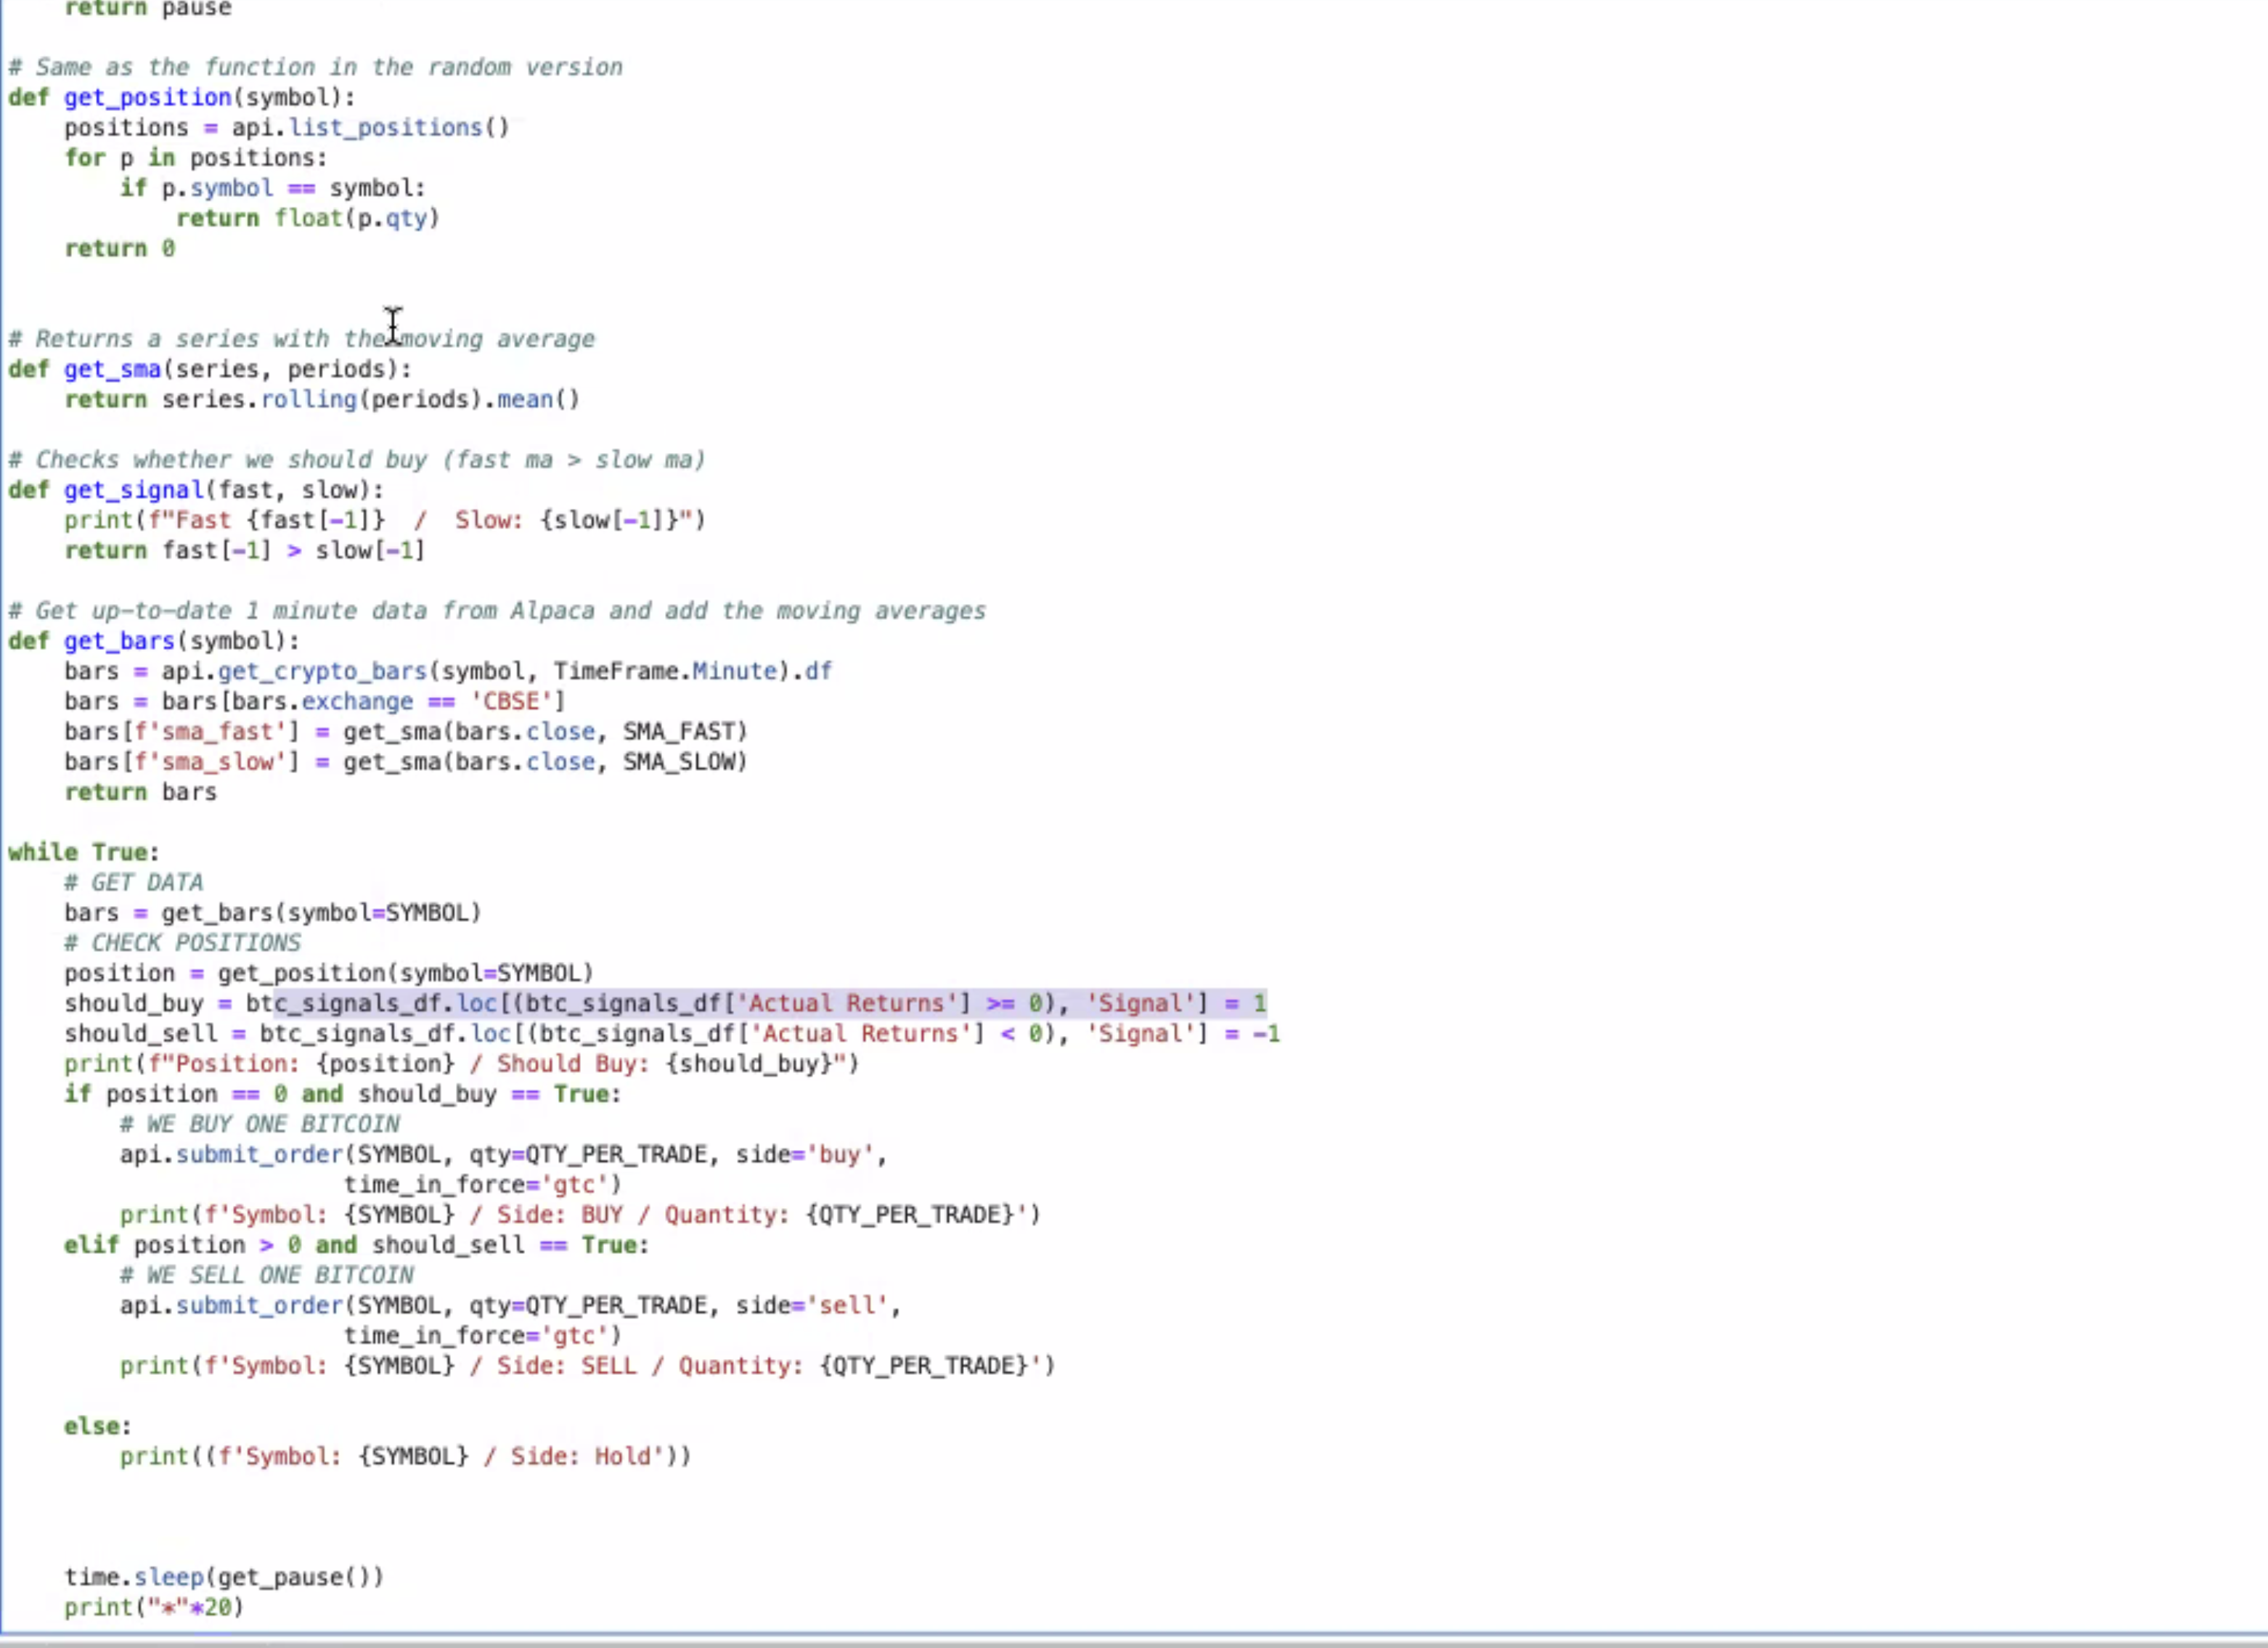 return pause

# Same as the function in the random version
def get_position(symbol):
    positions = api.list_positions()
    for p in positions:
        if p.symbol == symbol:
            return float(p.qty)
    return 0


# Returns a series with the moving average
def get_sma(series, periods):
    return series.rolling(periods).mean()

# Checks whether we should buy (fast ma > slow ma)
def get_signal(fast, slow):
    print(f"Fast {fast[-1]}  /  Slow: {slow[-1]}")
    return fast[-1] > slow[-1]

# Get up-to-date 1 minute data from Alpaca and add the moving averages
def get_bars(symbol):
    bars = api.get_crypto_bars(symbol, TimeFrame.Minute).df
    bars = bars[bars.exchange == 'CBSE']
    bars[f'sma_fast'] = get_sma(bars.close, SMA_FAST)
    bars[f'sma_slow'] = get_sma(bars.close, SMA_SLOW)
    return bars

while True:
    # GET DATA
    bars = get_bars(symbol=SYMBOL)
    # CHECK POSITIONS
    position = get_position(symbol=SYMBOL)
    should_buy = btc_signals_df.loc[(btc_signals_df['Actual Returns'] >= 0), 'Signal'] = 1
    should_sell = btc_signals_df.loc[(btc_signals_df['Actual Returns'] < 0), 'Signal'] = -1
    print(f"Position: {position} / Should Buy: {should_buy}")
    if position == 0 and should_buy == True:
        # WE BUY ONE BITCOIN
        api.submit_order(SYMBOL, qty=QTY_PER_TRADE, side='buy',
                        time_in_force='gtc')
        print(f'Symbol: {SYMBOL} / Side: BUY / Quantity: {QTY_PER_TRADE}')
    elif position > 0 and should_sell == True:
        # WE SELL ONE BITCOIN
        api.submit_order(SYMBOL, qty=QTY_PER_TRADE, side='sell',
                        time_in_force='gtc')
        print(f'Symbol: {SYMBOL} / Side: SELL / Quantity: {QTY_PER_TRADE}')

    else:
        print((f'Symbol: {SYMBOL} / Side: Hold'))



    time.sleep(get_pause())
    print("*"*20)